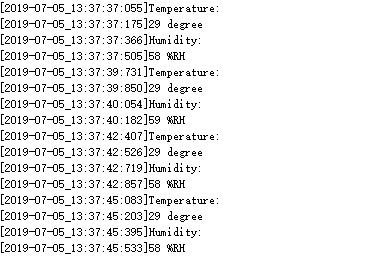 [2019-07-05_13:37:37:055]Temperature:
[2019-07-05_13:37:37:175]29 degree
[2019-07-05_13:37:37:366]Humidity:
[2019-07-05_13:37:37:505]58 %RH
[2019-07-05_13:37:39:731]Temperature:
[2019-07-05_13:37:39:850]29 degree
[2019-07-05_13:37:40:054]Humidity:
[2019-07-05_13:37:40:182]59 %RH
[2019-07-05_13:37:42:407]Temperature:
[2019-07-05_13:37:42:526]29 degree
[2019-07-05_13:37:42:719]Humidity:
[2019-07-05_13:37:42:857]58 %RH
[2019-07-05_13:37:45:083]Temperature:
[2019-07-05_13:37:45:203]29 degree
[2019-07-05_13:37:45:395]Humidity:
[2019-07-05_13:37:45:533]58 %RH